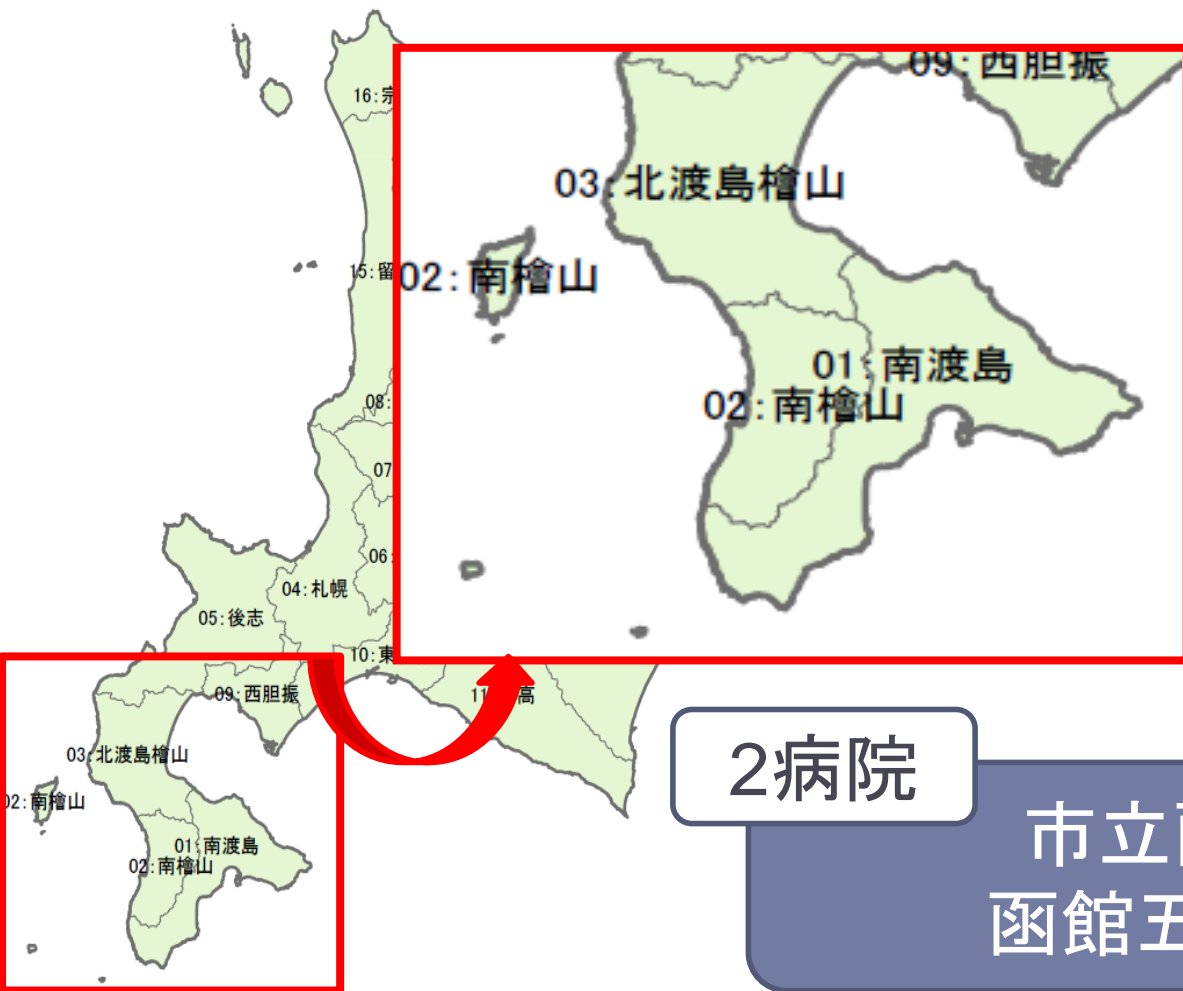 16:宗
15:留
08:
07
06:
04:札幌
05:後志
10:東
09:西胆振
11
高
03:北渡島檜山
02:南檜山
01:南渡島
02:南檜山
09:西胆振
03:北渡島檜山
02:南檜山
01:南渡島
02:南檜山
2病院
市立
函館五